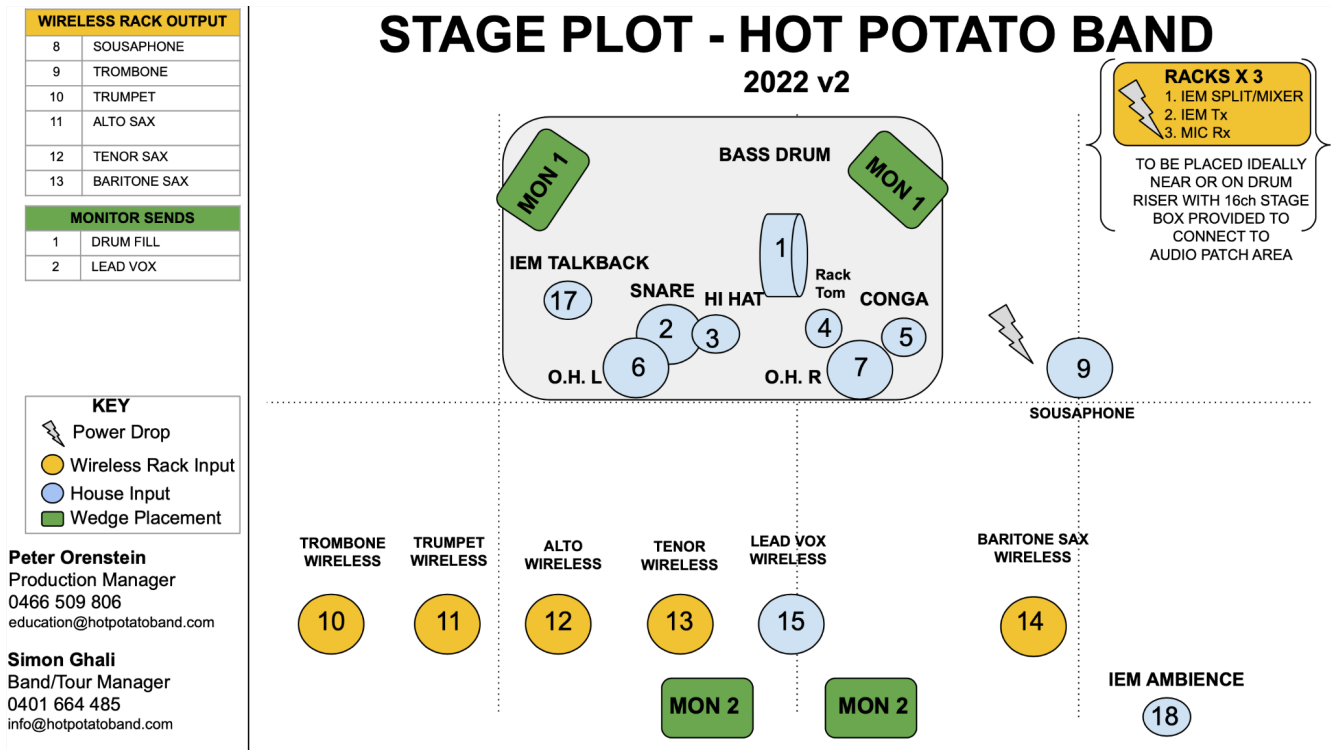 WIRELESS RACK OUTPUT
8 SOUSAPHONE
9 TROMBONE
10 TRUMPET
11 ALTO SAX
12 TENOR SAX
13 BARITONE SAX
MONITOR SENDS
1 DRUM FILL
2 LEAD VOX
KEY
Power Drop
Wireless Rack Input
House Input
Wedge Placement
Peter Orenstein
Production Manager
0466 509 806
education@hotpotatoband.com
Simon Ghali
Band/Tour Manager
0401 664 485
info@hotpotatoband.com
STAGE PLOT - HOT POTATO BAND
2022 v2
RACKS X 3
1. IEM SPLIT/MIXER
2. IEM Tx
3. MIC Rx
TO BE PLACED IDEALLY
NEAR OR ON DRUM
RISER WITH 16ch STAGE
BOX PROVIDED TO
CONNECT TO
AUDIO PATCH AREA
MON 1
BASS DRUM
MON 1
1
IEM TALKBACK
17
SNARE
2
HI HAT
3
Rack
Tom
4
CONGA
5
O.H. L
6
O.H. R
7
9
SOUSAPHONE
TROMBONE
WIRELESS
10
TRUMPET
WIRELESS
11
ALTO
WIRELESS
12
TENOR
WIRELESS
13
LEAD VOX
WIRELESS
15
BARITONE SAX
WIRELESS
14
MON 2
MON 2
IEM AMBIENCE
18